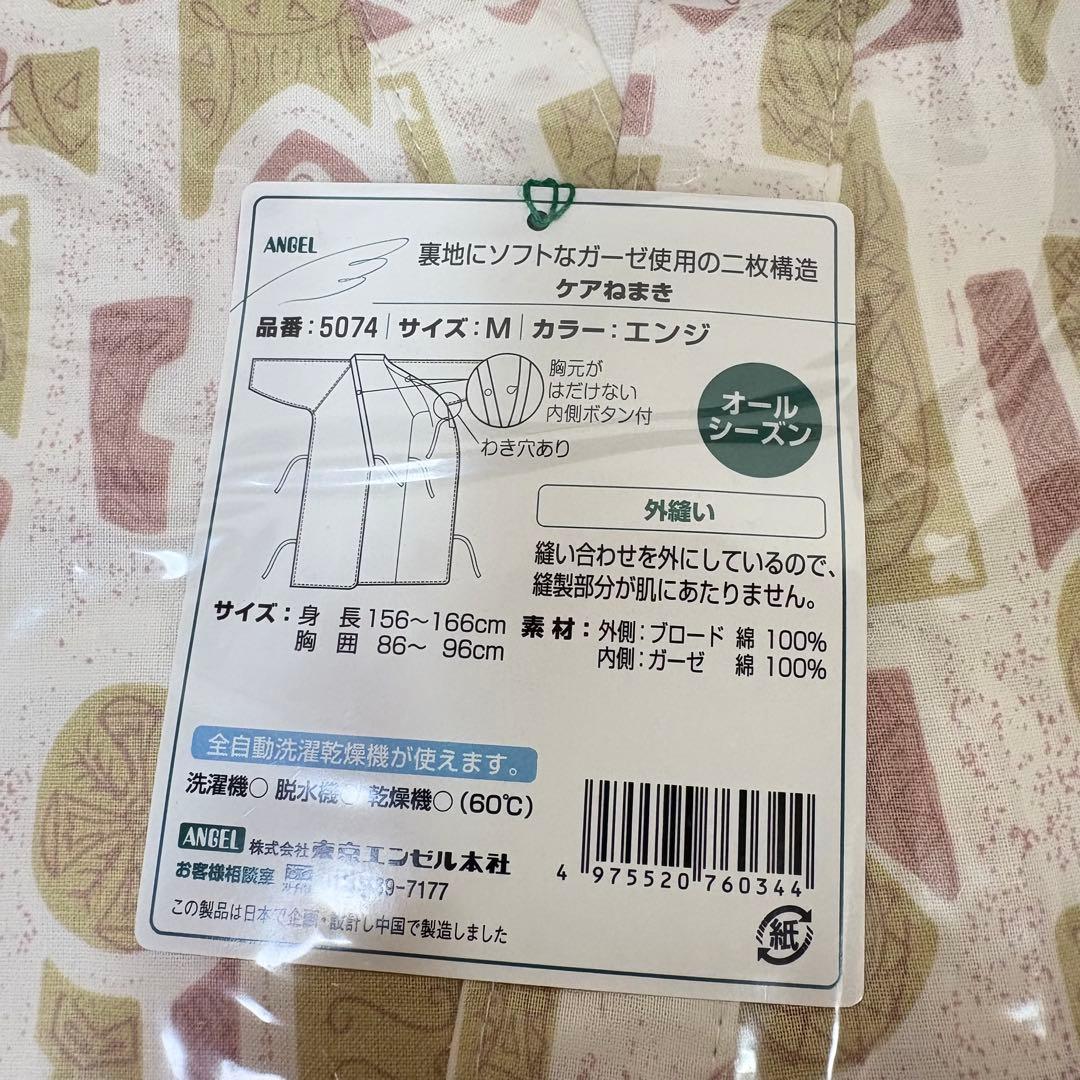 ANGEL
裏地にソフトなガーゼ使用の二枚構造
ケアねまき
品番：5074 | サイズ：M | カラー：エンジ
胸元が
はだけない
内側ボタン付
わき穴あり
オール
シーズン
外縫い
縫い合わせを外にしているので、
縫製部分が肌にあたりません。
サイズ：身 長 156〜166cm
胸 囲 86〜 96cm
素材：外側：ブロード 綿 100%
内側：ガーゼ 綿 100%
全自動洗濯乾燥機が使えます。
洗濯機○ 脱水機○ 乾燥機○ (60℃)
ANGEL 株式会社 東京エンゼル本社
お客様相談室
39-7177
この製品は日本で企画・設計し中国で製造しました
4 975520 760344
紙